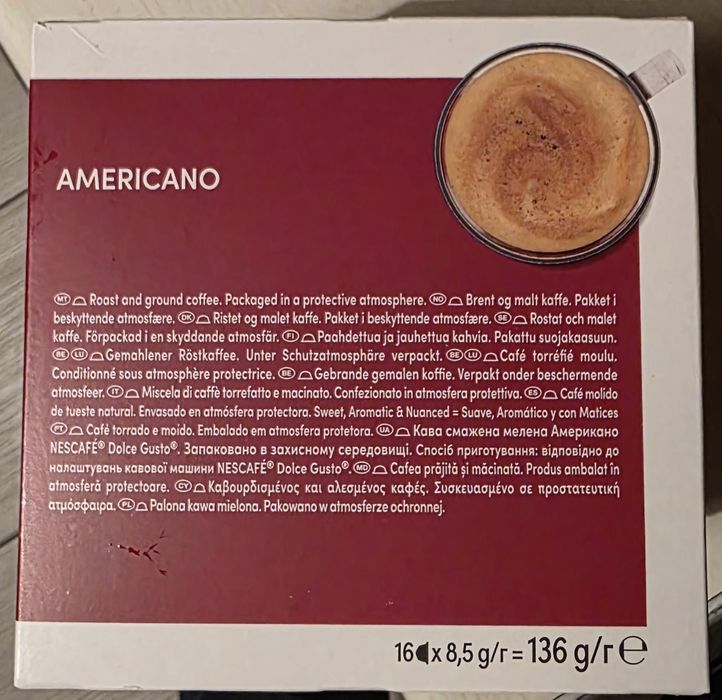 AMERICANO
MT Roast and ground coffee. Packaged in a protective atmosphere. NO Brent og malt kaffe. Pakket i
beskyttende atmosfære. DK Ristet og malet kaffe. Pakket i beskyttende atmosfære. SE Rostat och malet
kaffe. Förpackad i en skyddande atmosfär. FI Paahdettua ja jauhettua kahvia. Pakattu suojakaasuun.
BE LU Gemahlener Röstkaffee. Unter Schutzatmosphäre verpackt. BE LU Café torréfié moulu.
Conditionné sous atmosphère protectrice. BE Gebrande gemalen koffie. Verpakt onder beschermende
atmosfeer. IT Miscela di caffè torrefatto e macinato. Confezionato in atmosfera protettiva. ES Café molido
de tueste natural. Envasado en atmósfera protectora. Sweet, Aromatic & Nuanced = Suave, Aromático y con Matices
PT Café torrado e moído. Embalado em atmosfera protetora. UA Кава смажена мелена Американо
NESCAFÉ® Dolce Gusto®. Запаковано в захисному середовищі. Спосіб приготування: відповідно до
налаштувань кавової машини NESCAFÉ® Dolce Gusto®. MD Cafea prăjită și măcinată. Produs ambalat în
atmosferă protectoare. CY Καβουρδισμένος και αλεσμένος καφές. Συσκευασμένο σε προστατευτική
ατμόσφαιρα. PL Palona kawa mielona. Pakowano w atmosferze ochronnej.
16 x 8,5 g/г = 136 g/г ℮